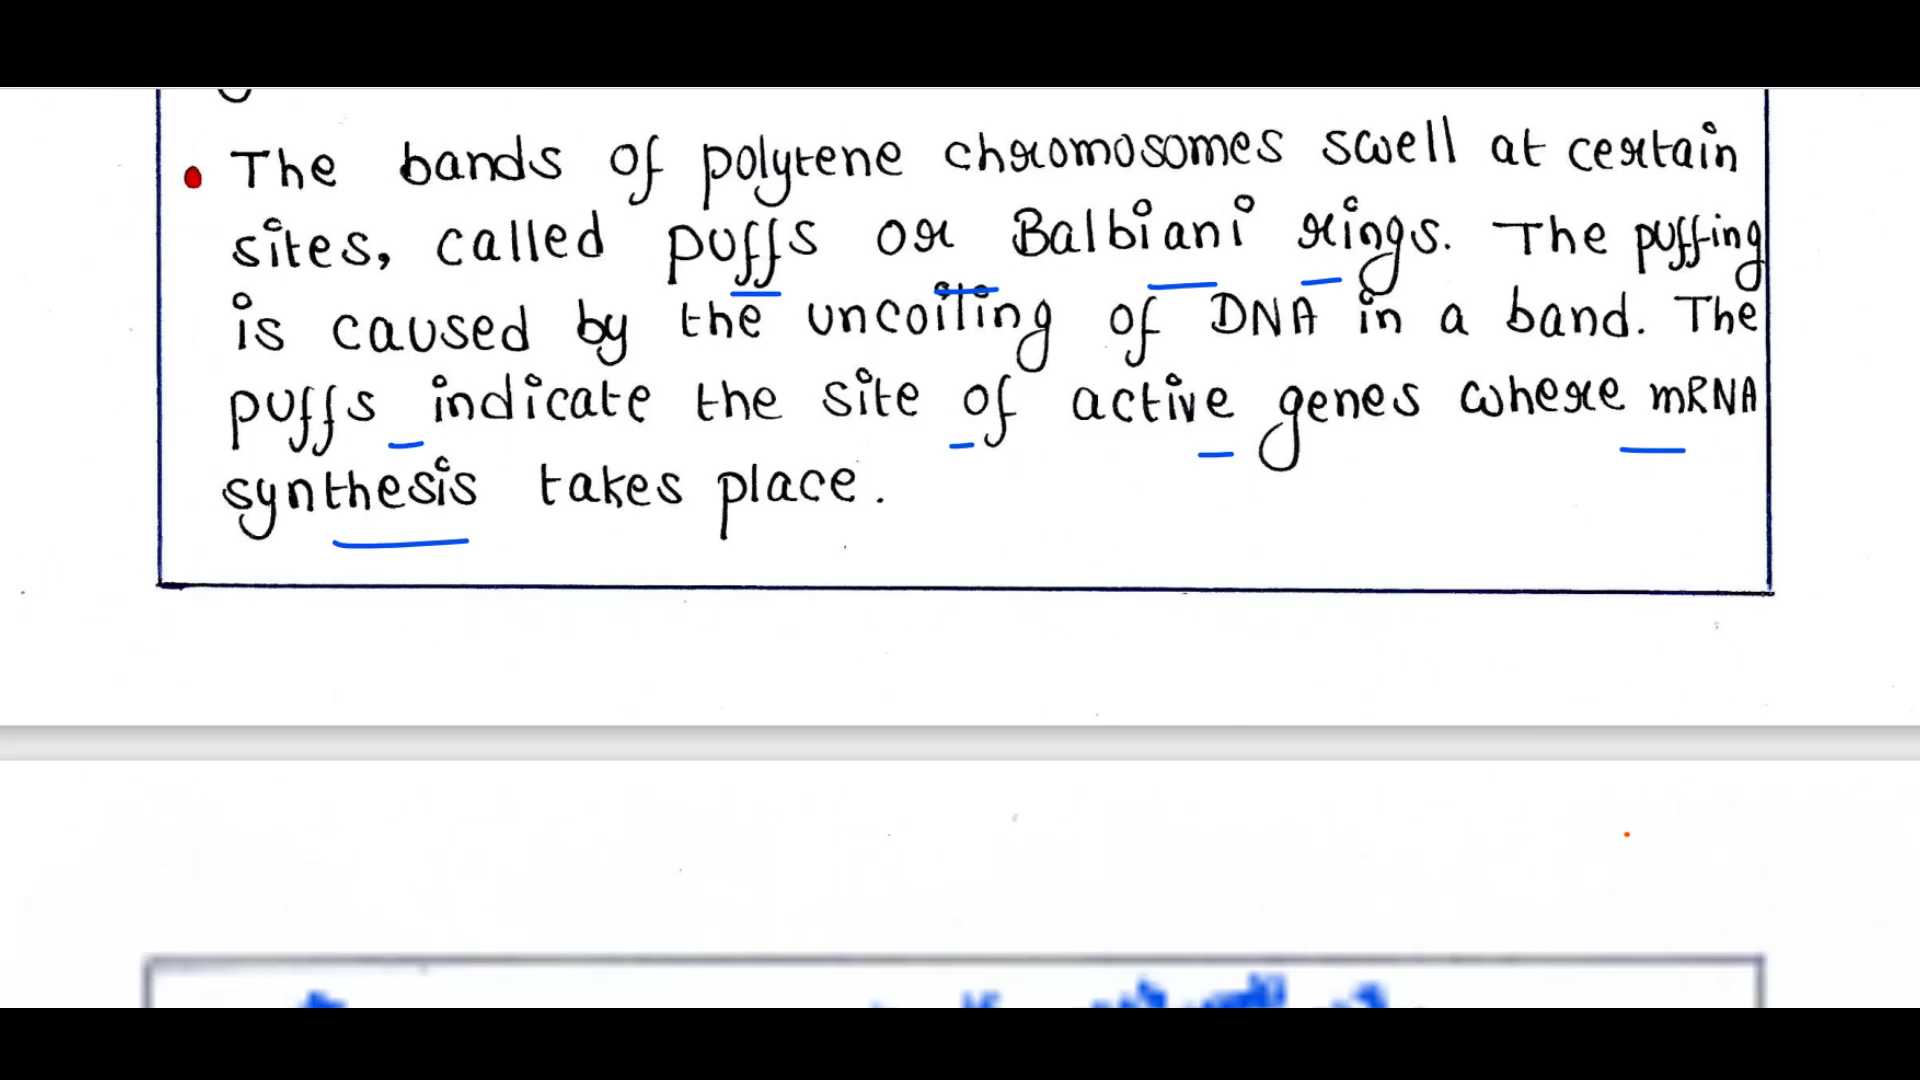 • The bands of polytene chromosomes swell at certain
sites, called puffs or Balbiani rings. The puffing
is caused by the uncoiling of DNA in a band. The
puffs indicate the site of active genes where mRNA
synthesis takes place.